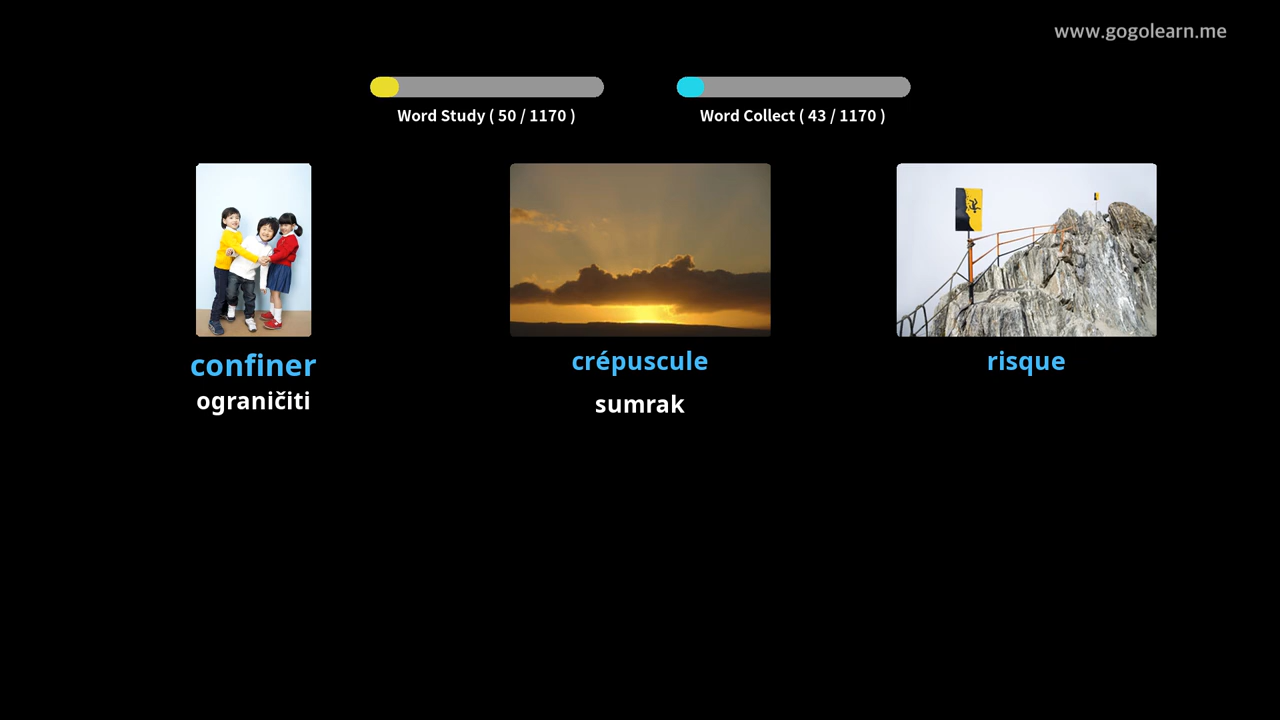 www.gogolearn.me
Word Study ( 50 / 1170 )
Word Collect ( 43 / 1170 )
confiner
ograničiti
crépuscule
sumrak
risque